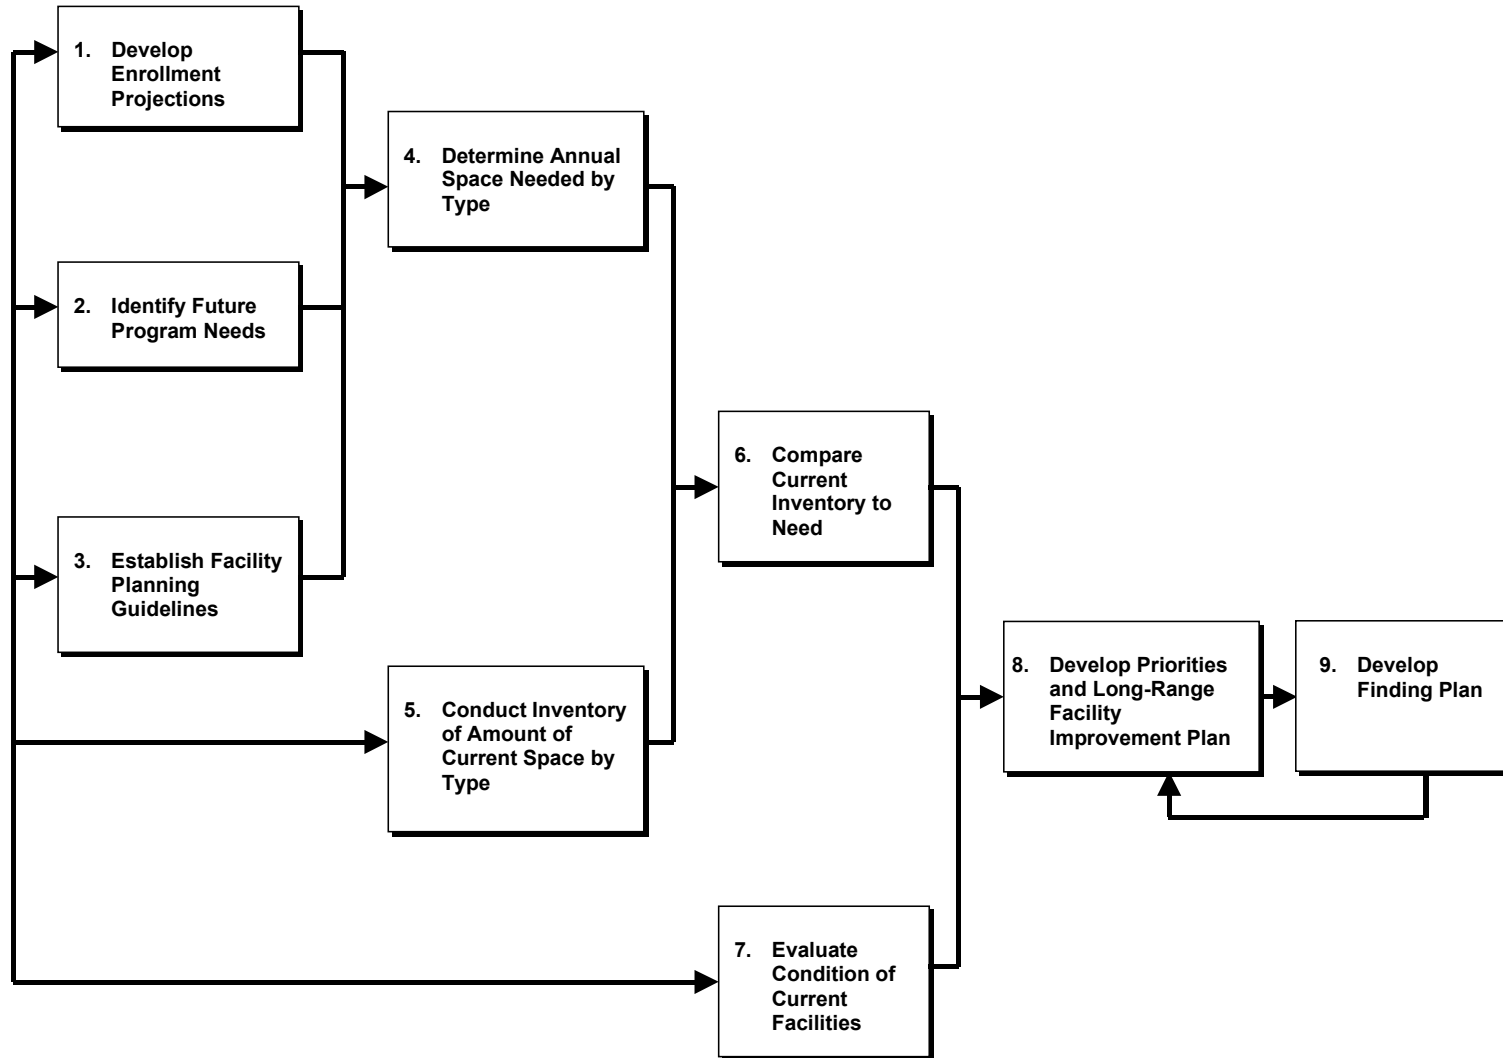 1. Develop
Enrollment
Projections
4. Determine Annual
Space Needed by
Type
2. Identify Future
Program Needs
6. Compare
Current
Inventory to
Need
3. Establish Facility
Planning
Guidelines
5. Conduct Inventory
of Amount of
Current Space by
Type
8. Develop Priorities
and Long-Range
Facility
Improvement Plan
9. Develop
Finding Plan
7. Evaluate
Condition of
Current
Facilities